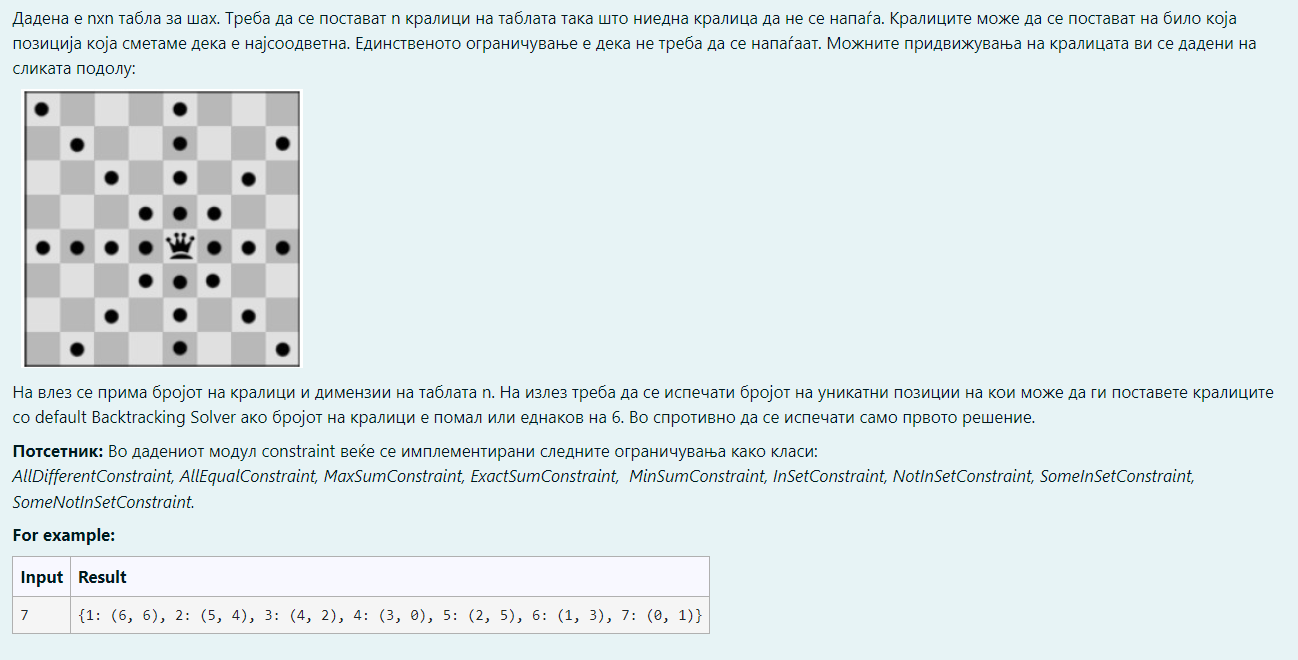 Дадена е nxn табла за шах. Треба да се постават n кралици на таблата така што ниедна кралица да не се напаѓа. Кралиците може да се постават на било која
позиција која сметаме дека е најсоодветна. Единственото ограничување е дека не треба да се напаѓаат. Можните придвижувања на кралицата ви се дадени на
сликата подолу:
На влез се прима бројот на кралици и димензии на таблата n. На излез треба да се испечати бројот на уникатни позиции на кои може да ги поставете кралиците
со default Backtracking Solver ако бројот на кралици е помал или еднаков на 6. Во спротивно да се испечати само првото решение.
Потсетник: Во дадениот модул constraint веќе се имплементирани следните ограничувања како класи:
AllDifferentConstraint, AllEqualConstraint, MaxSumConstraint, ExactSumConstraint, MinSumConstraint, InSetConstraint, NotInSetConstraint, SomeInSetConstraint,
SomeNotInSetConstraint.
For example:
Input Result
7 {1: (6, 6), 2: (5, 4), 3: (4, 2), 4: (3, 0), 5: (2, 5), 6: (1, 3), 7: (0, 1)}